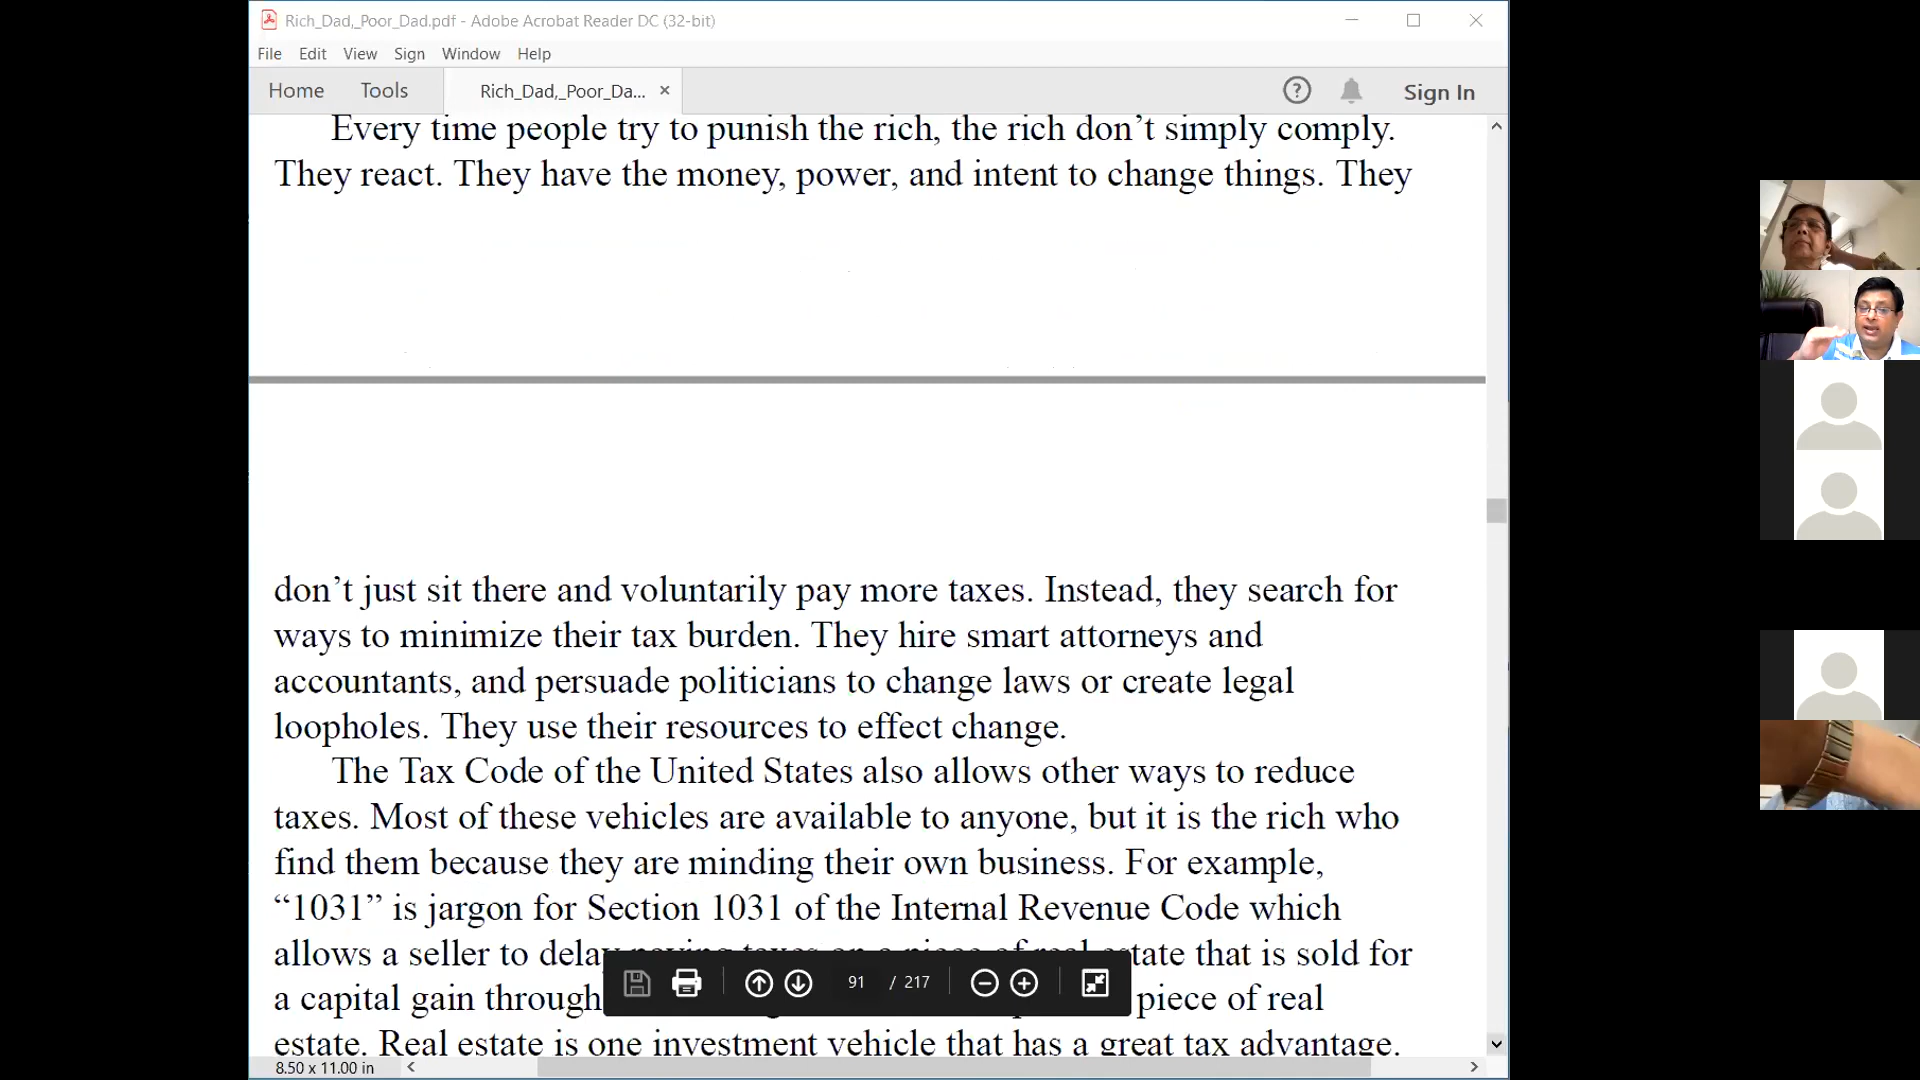 Rich_Dad,_Poor_Dad.pdf - Adobe Acrobat Reader DC (32-bit)
File Edit View Sign Window Help
Home Tools Rich_Dad,_Poor_Da... × Sign In
Every time people try to punish the rich, the rich don’t simply comply.
They react. They have the money, power, and intent to change things. They
don’t just sit there and voluntarily pay more taxes. Instead, they search for
ways to minimize their tax burden. They hire smart attorneys and
accountants, and persuade politicians to change laws or create legal
loopholes. They use their resources to effect change.
The Tax Code of the United States also allows other ways to reduce
taxes. Most of these vehicles are available to anyone, but it is the rich who
find them because they are minding their own business. For example,
“1031” is jargon for Section 1031 of the Internal Revenue Code which
allows a seller to delay paying taxes on a piece of real estate that is sold for
a capital gain through piece of real
estate. Real estate is one investment vehicle that has a great tax advantage.
91 / 217
8.50 x 11.00 in